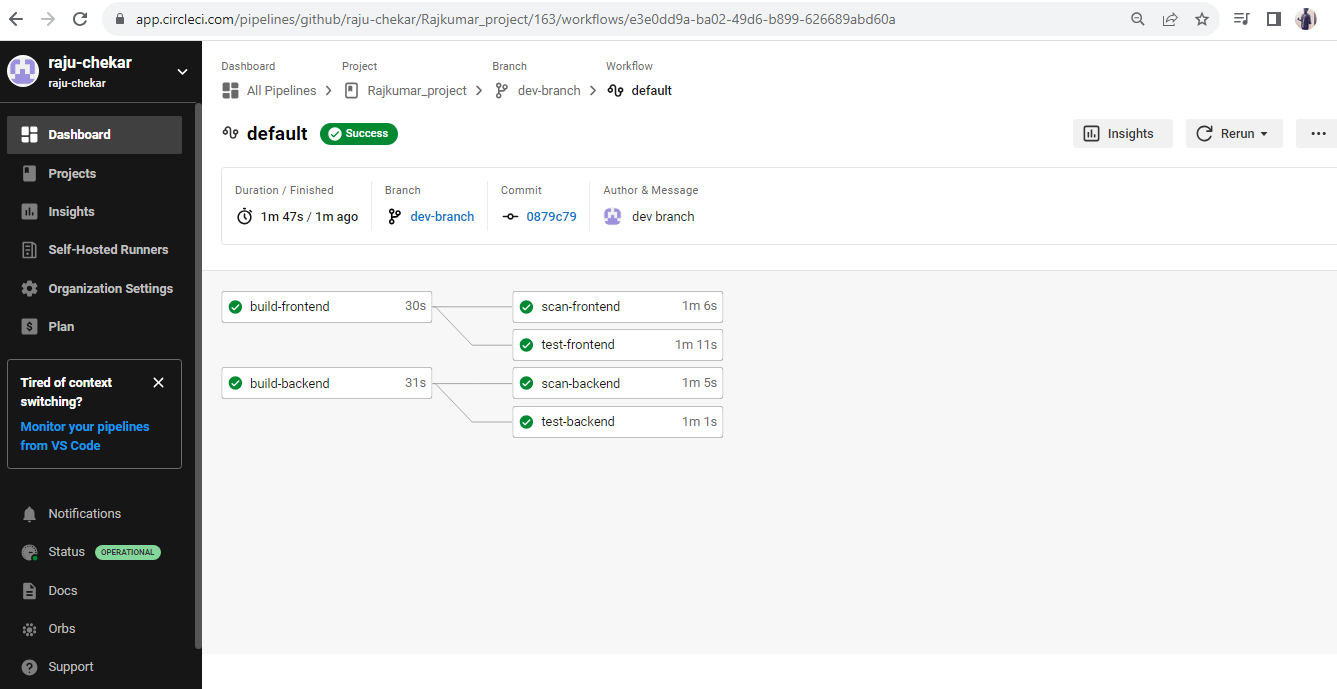 app.circleci.com/pipelines/github/raju-chekar/Rajkumar_project/163/workflows/e3e0dd9a-ba02-49d6-b899-626689abd60a
raju-chekar
raju-chekar
Dashboard
Projects
Insights
Self-Hosted Runners
Organization Settings
Plan
Tired of context
switching?
Monitor your pipelines
from VS Code
Notifications
Status OPERATIONAL
Docs
Orbs
Support
Dashboard Project Branch Workflow
All Pipelines Rajkumar_project dev-branch default
default Success Insights Rerun
Duration / Finished Branch Commit Author & Message
1m 47s / 1m ago dev-branch 0879c79 dev branch
build-frontend 30s scan-frontend 1m 6s
test-frontend 1m 11s
build-backend 31s scan-backend 1m 5s
test-backend 1m 1s